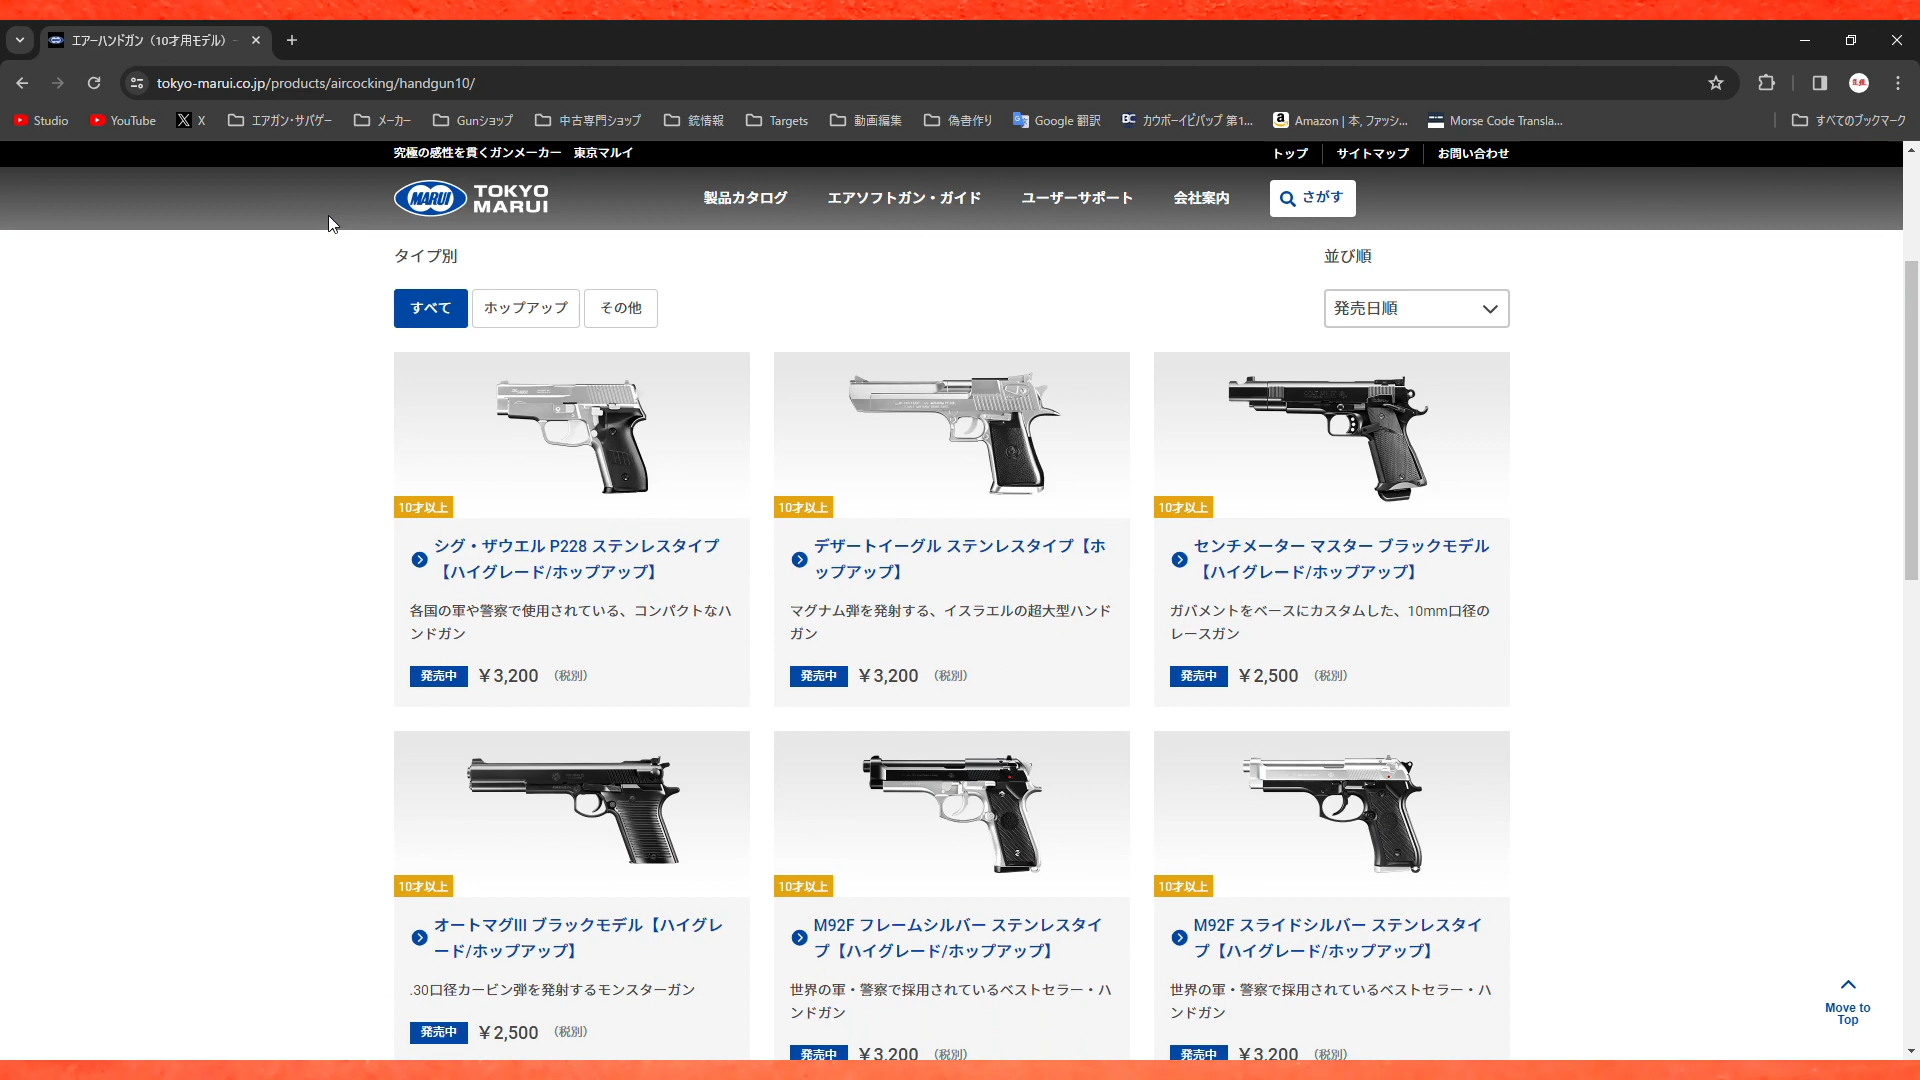 エアーハンドガン（10才用モデル）
tokyo-marui.co.jp/products/aircocking/handgun10/
Studio
YouTube
X
エアガン・サバゲー
メーカー
Gunショップ
中古専門ショップ
銃情報
Targets
動画編集
偽書作り
Google 翻訳
カウボーイビバップ 第1...
Amazon | 本, ファッシ...
Morse Code Transla...
すべてのブックマーク
究極の感性を貫くガンメーカー 東京マルイ
トップ
サイトマップ
お問い合わせ
MARUI
TOKYO
MARUI
製品カタログ
エアソフトガン・ガイド
ユーザーサポート
会社案内
さがす
タイプ別
並び順
すべて
ホップアップ
その他
発売日順
10才以上
10才以上
10才以上
シグ・ザウエル P228 ステンレスタイプ
【ハイグレード/ホップアップ】
デザートイーグル ステンレスタイプ【ホ
ップアップ】
センチメーター マスター ブラックモデル
【ハイグレード/ホップアップ】
各国の軍や警察で使用されている、コンパクトなハ
ンドガン
マグナム弾を発射する、イスラエルの超大型ハンド
ガン
ガバメントをベースにカスタムした、10mm口径の
レースガン
発売中 ￥3,200 （税別）
発売中 ￥3,200 （税別）
発売中 ￥2,500 （税別）
10才以上
10才以上
10才以上
オートマグIII ブラックモデル【ハイグレ
ード/ホップアップ】
M92F フレームシルバー ステンレスタイ
プ【ハイグレード/ホップアップ】
M92F スライドシルバー ステンレスタイ
プ【ハイグレード/ホップアップ】
.30口径カービン弾を発射するモンスターガン
世界の軍・警察で採用されているベストセラー・ハ
ンドガン
世界の軍・警察で採用されているベストセラー・ハ
ンドガン
発売中 ￥2,500 （税別）
発売中 ￥3,200 （税別）
発売中 ￥3,200 （税別）
Move to
Top